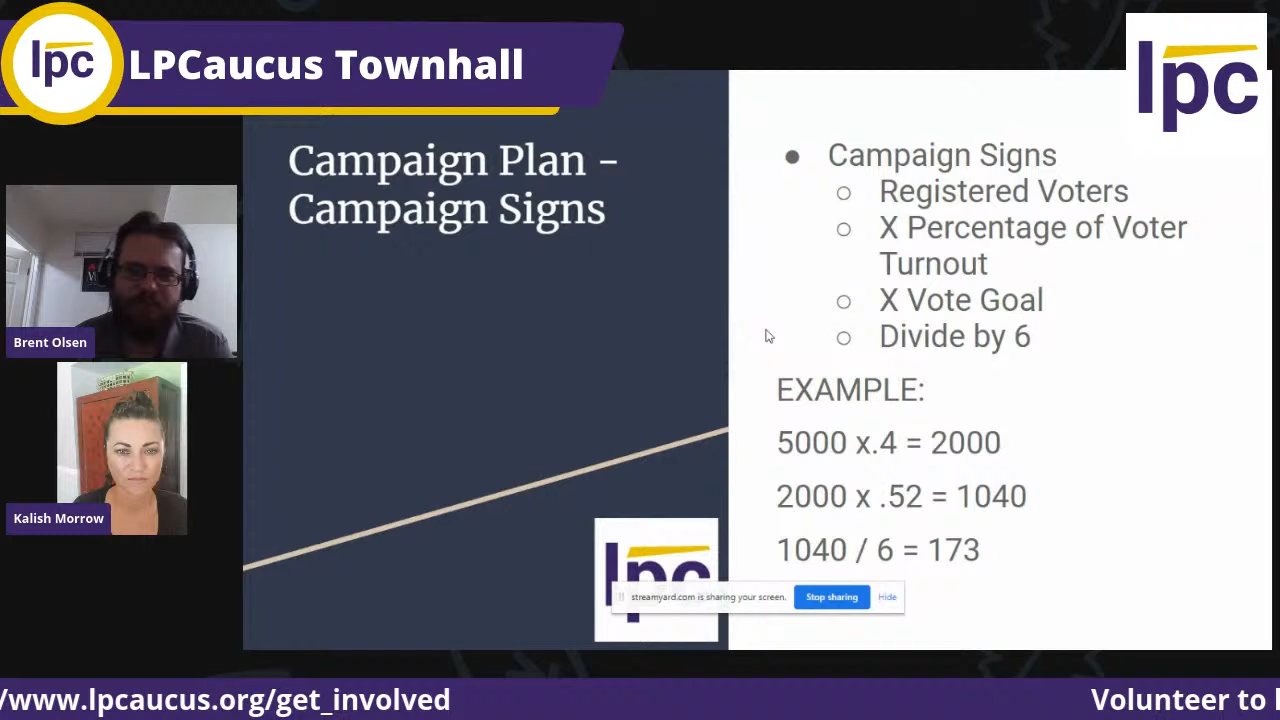 lpc
LPCaucus Townhall
lpc
Campaign Plan -
Campaign Signs
● Campaign Signs
○ Registered Voters
○ X Percentage of Voter
Turnout
○ X Vote Goal
○ Divide by 6
EXAMPLE:
5000 x.4 = 2000
2000 x .52 = 1040
1040 / 6 = 173
Brent Olsen
Kalish Morrow
lpc
streamyard.com is sharing your screen.
Stop sharing
Hide
/www.lpcaucus.org/get_involved
Volunteer to